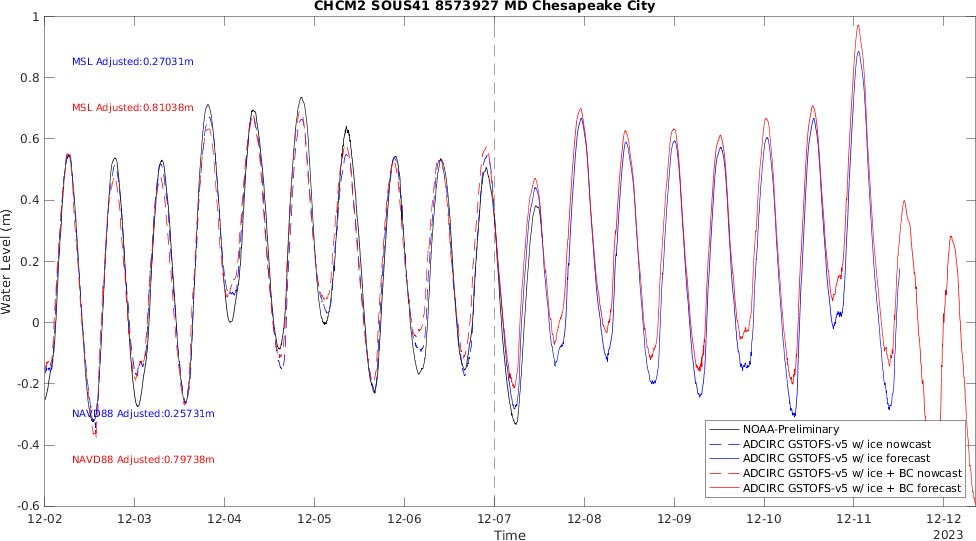 CHCM2 SOUS41 8573927 MD Chesapeake City
1
0.8
0.6
0.4
0.2
0
-0.2
-0.4
-0.6
Water Level (m)
MSL Adjusted:0.27031m
MSL Adjusted:0.81038m
NAVD88 Adjusted:0.25731m
NAVD88 Adjusted:0.79738m
NOAA-Preliminary
ADCIRC GSTOFS-v5 w/ ice nowcast
ADCIRC GSTOFS-v5 w/ ice forecast
ADCIRC GSTOFS-v5 w/ ice + BC nowcast
ADCIRC GSTOFS-v5 w/ ice + BC forecast
12-02 12-03 12-04 12-05 12-06 12-07 12-08 12-09 12-10 12-11 12-12
Time
2023